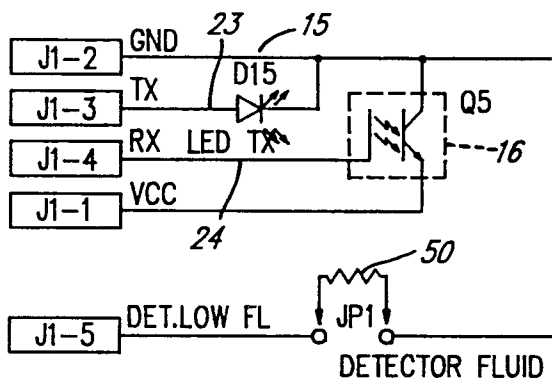 GND 15
J1-2
23 D15
J1-3 TX
Q5
J1-4 RX LED TX
16
J1-1 VCC
24
50
J1-5 DET.LOW FL JP1
DETECTOR FLUID